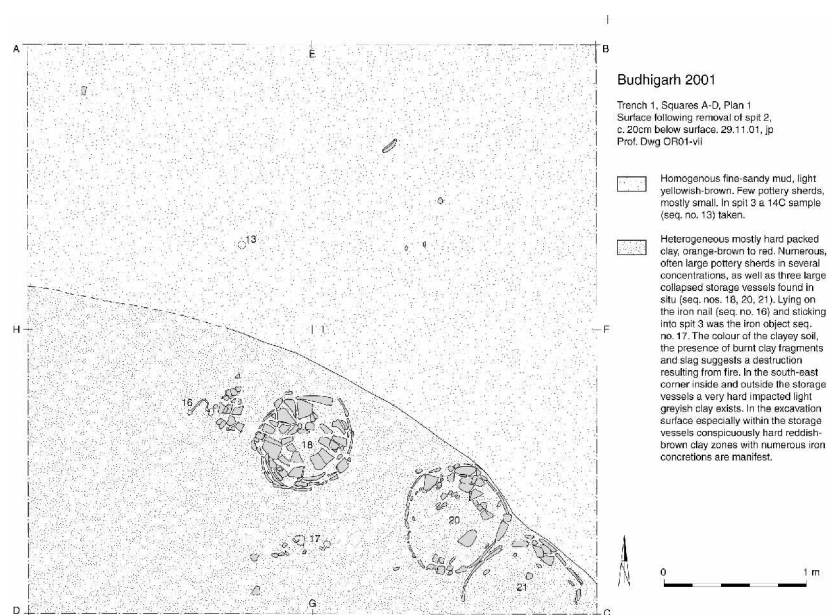 A
E
B
Budhigarh 2001
Trench 1, Squares A-D, Plan 1
Surface following removal of spit 2,
c. 20cm below surface. 29.11.01, jp
Prof. Dwg OR01-vii
Homogenous fine-sandy mud, light
yellowish-brown. Few pottery sherds,
mostly small. In spit 3 a 14C sample
(seq. no. 13) taken.
Heterogeneous mostly hard packed
clay, orange-brown to red. Numerous,
often large pottery sherds in several
concentrations, as well as three large
collapsed storage vessels found in
situ (seq. nos. 18, 20, 21). Lying on
the iron nail (seq. no. 16) and sticking
into spit 3 was the iron object seq.
no. 17. The colour of the clayey soil,
the presence of burnt clay fragments
and slag suggests a destruction
resulting from fire. In the south-east
corner inside and outside the storage
vessels a very hard impacted light
greyish clay exists. In the excavation
surface especially within the storage
vessels conspicuously hard reddish-
brown clay zones with numerous iron
concretions are manifest.
13
H
I
F
16
18
20
17
21
0
1 m
D
G
C